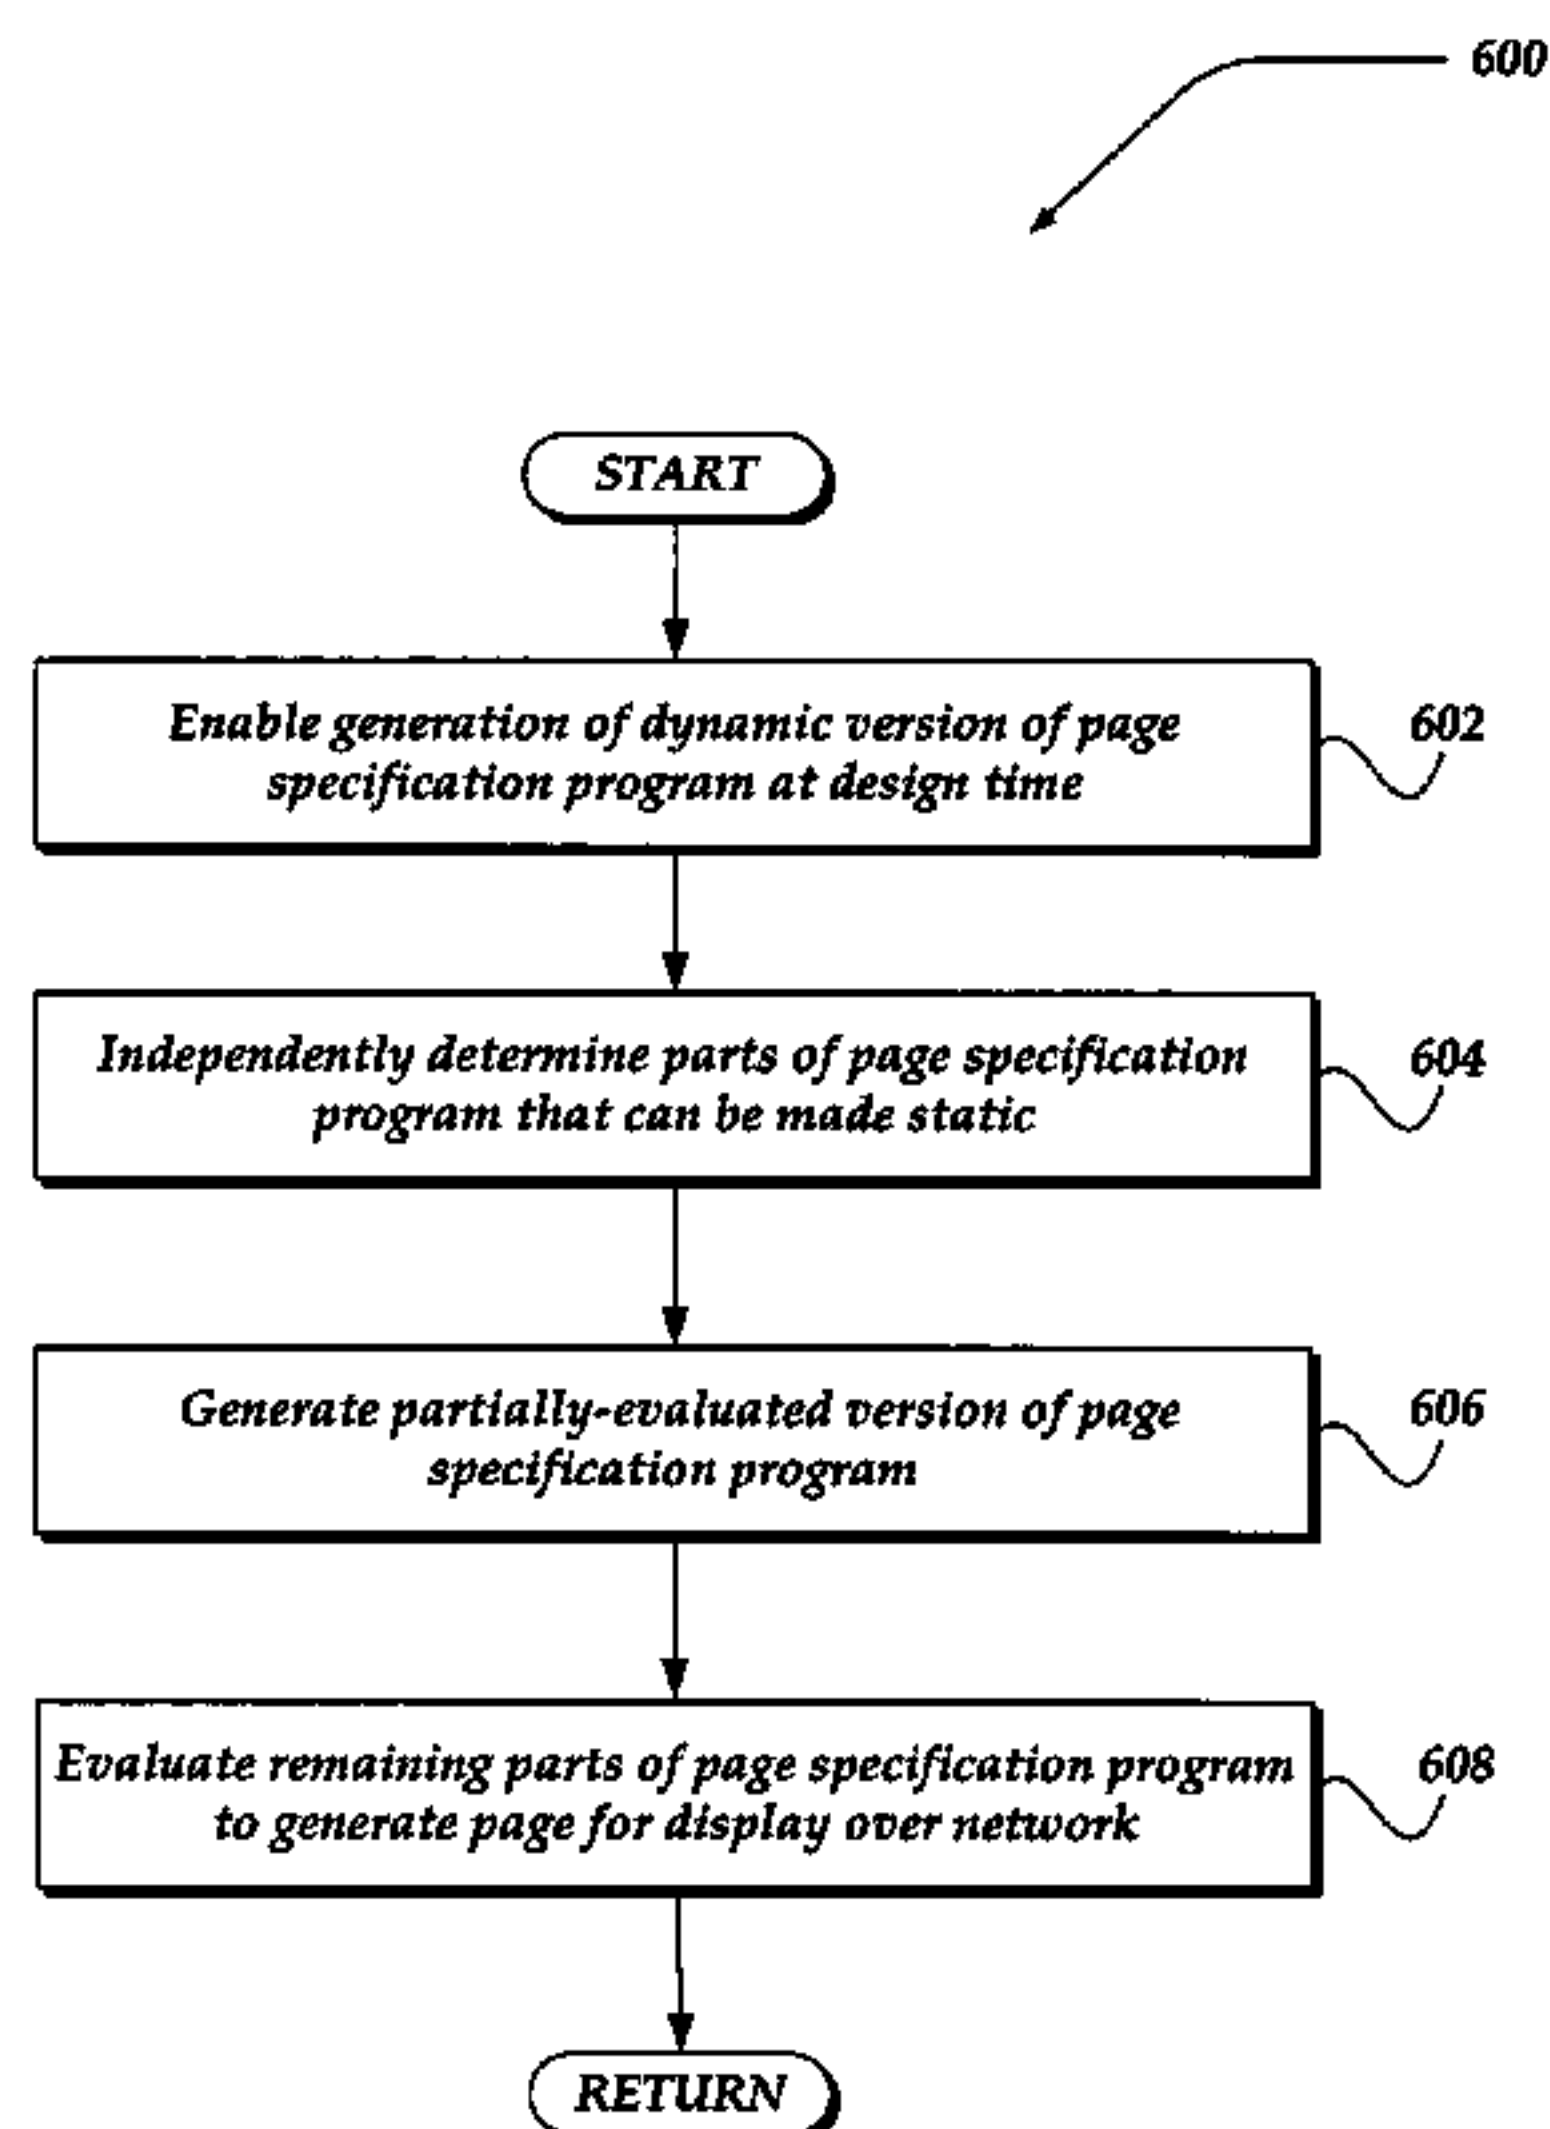 600
START
Enable generation of dynamic version of page
specification program at design time
602
Independently determine parts of page specification
program that can be made static
604
Generate partially-evaluated version of page
specification program
606
Evaluate remaining parts of page specification program
to generate page for display over network
608
RETURN